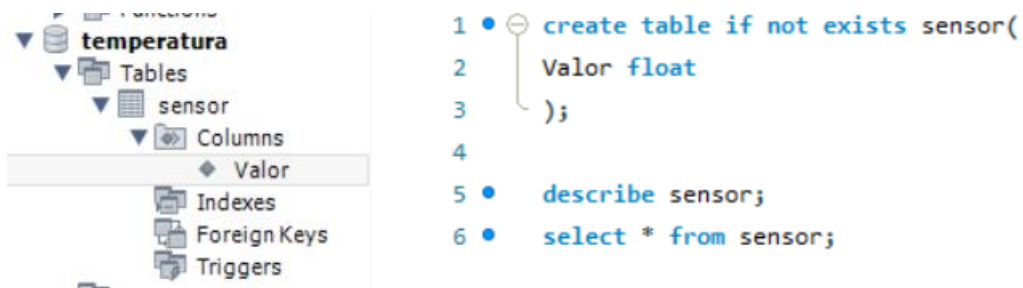 Functions
temperatura
Tables
sensor
Columns
Valor
Indexes
Foreign Keys
Triggers
1 create table if not exists sensor(
2 Valor float
3 );
4
5 describe sensor;
6 select * from sensor;